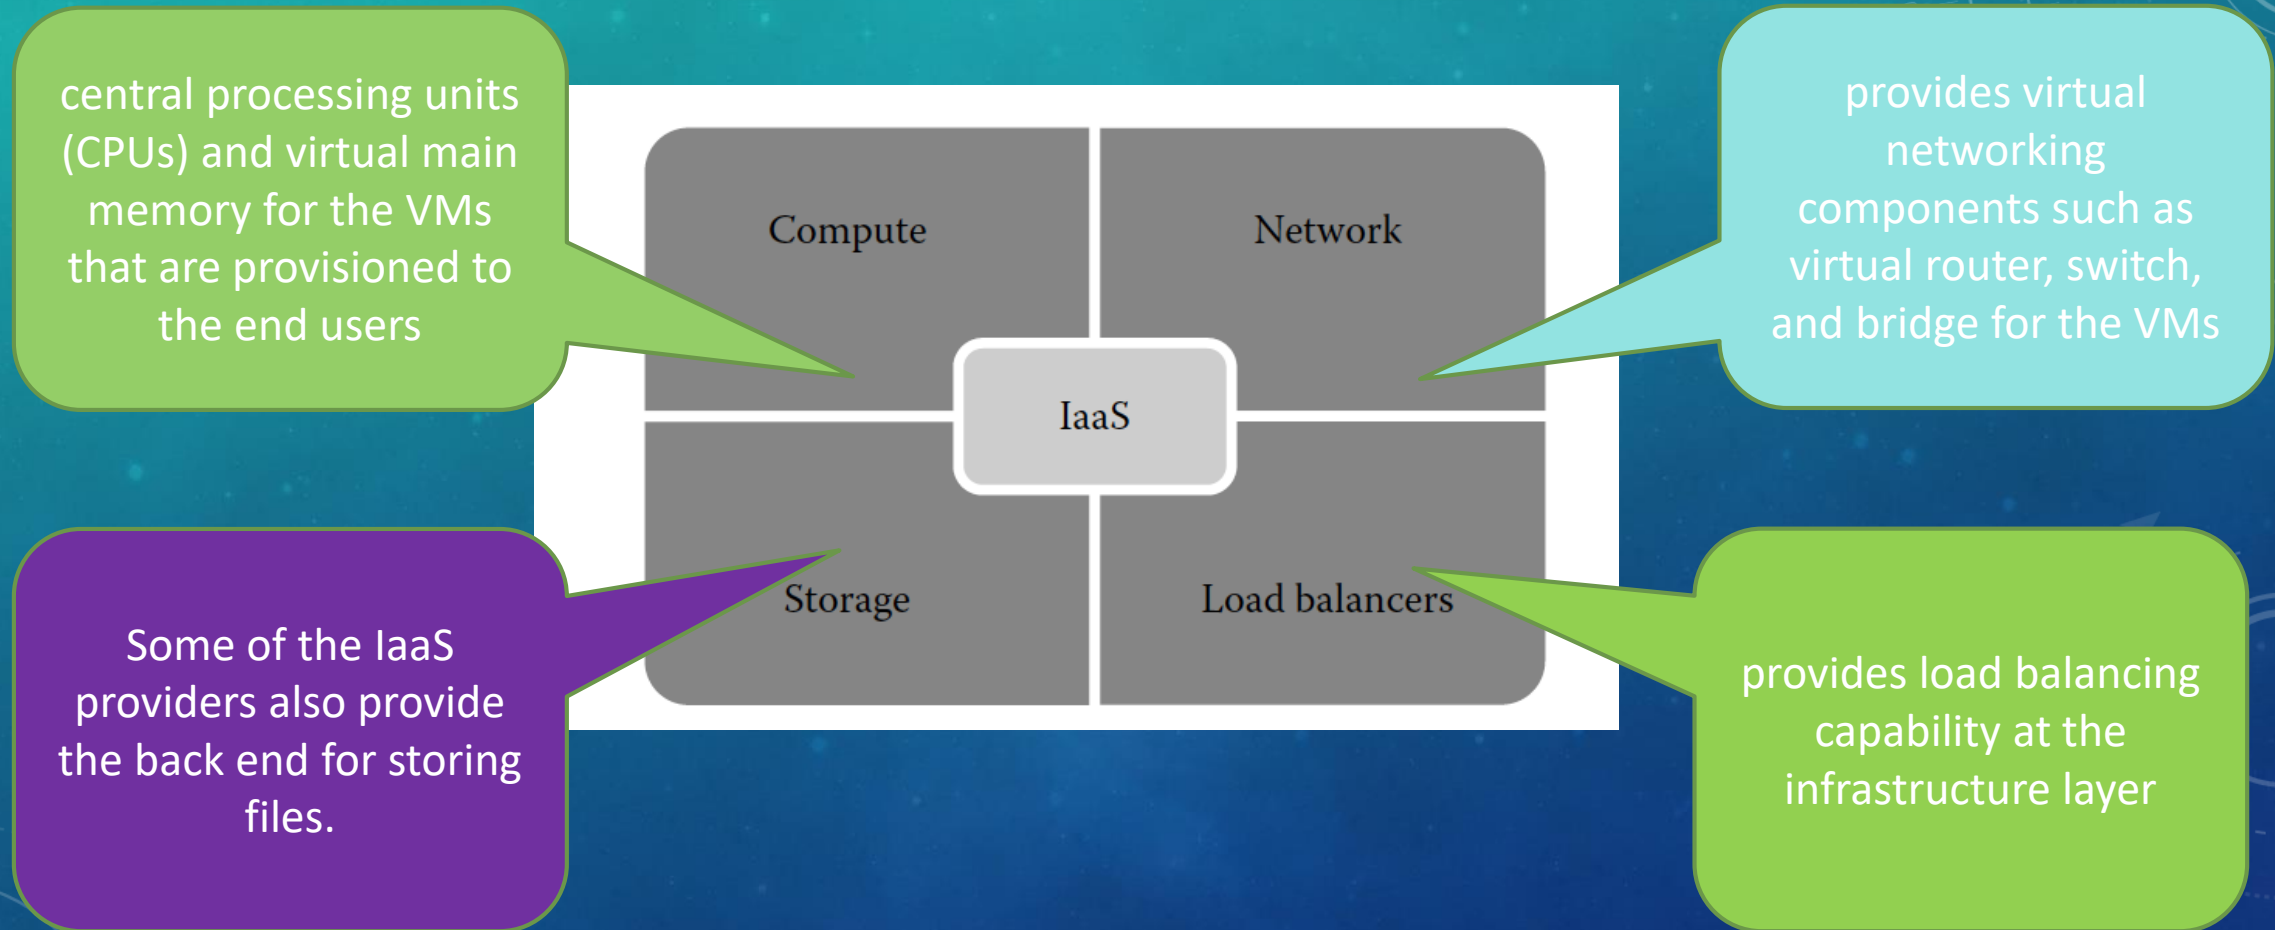 central processing units
(CPUs) and virtual main
memory for the VMs
that are provisioned to
the end users
provides virtual
networking
components such as
virtual router, switch,
and bridge for the VMs
Compute
Network
IaaS
Storage
Load balancers
Some of the IaaS
providers also provide
the back end for storing
files.
provides load balancing
capability at the
infrastructure layer